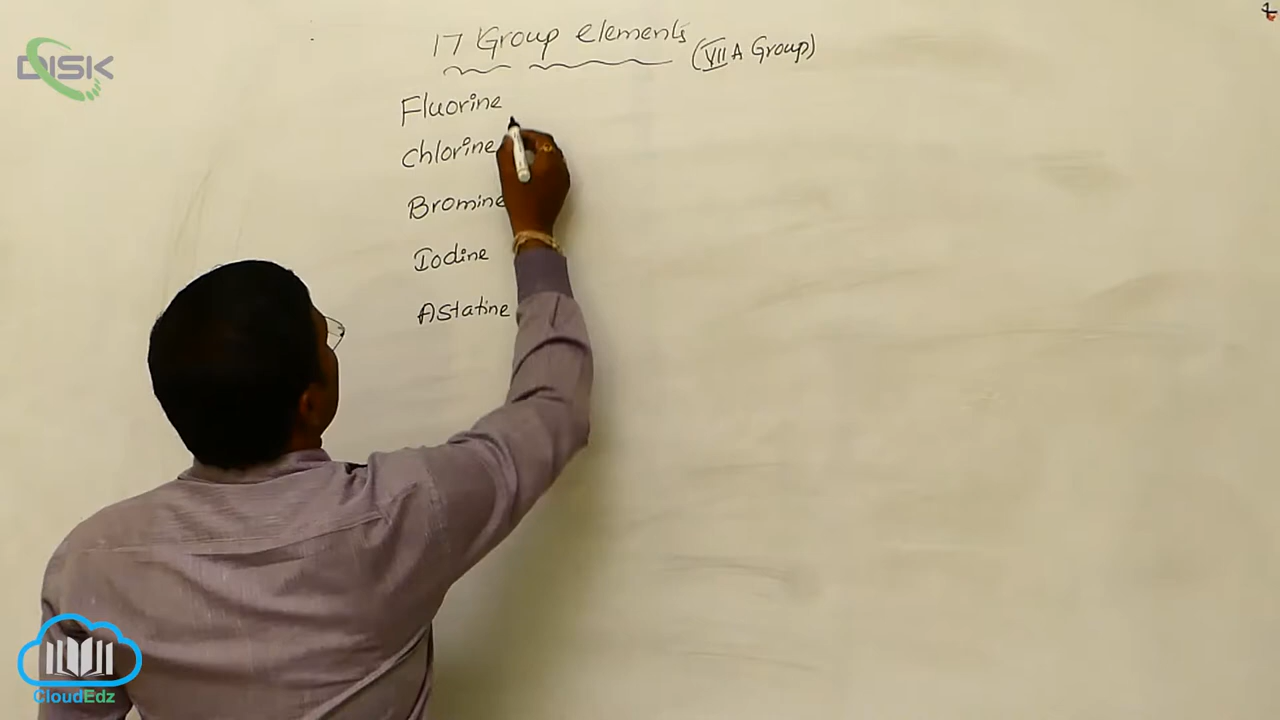 17 Group elements
(VII A Group)
DISK
Fluorine
Chlorine
Bromine
Iodine
Astatine
CloudEdz